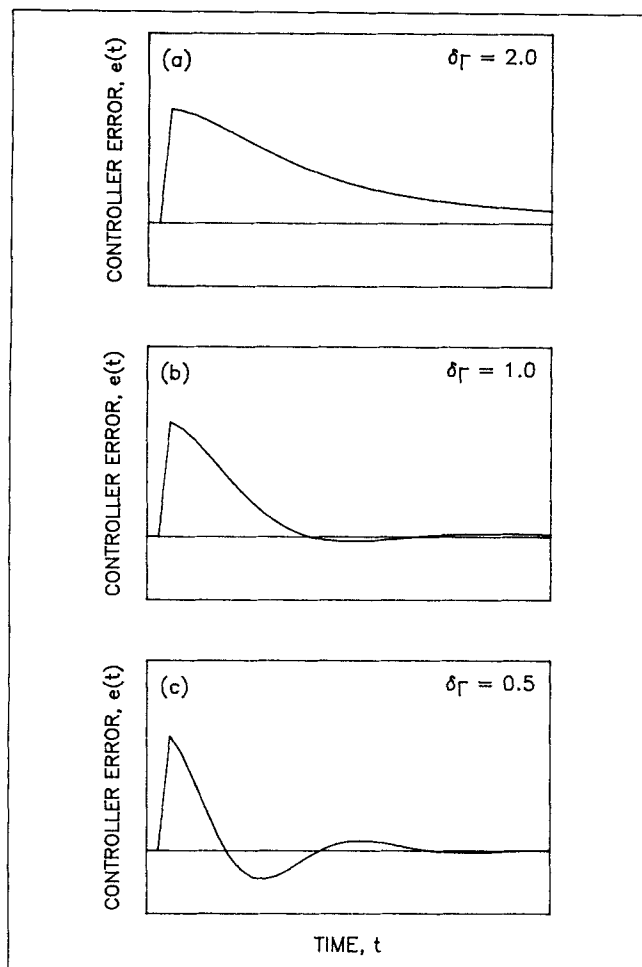 (a)
δΓ = 2.0
CONTROLLER ERROR, e(t)
(b)
δΓ = 1.0
CONTROLLER ERROR, e(t)
(c)
δΓ = 0.5
CONTROLLER ERROR, e(t)
TIME, t